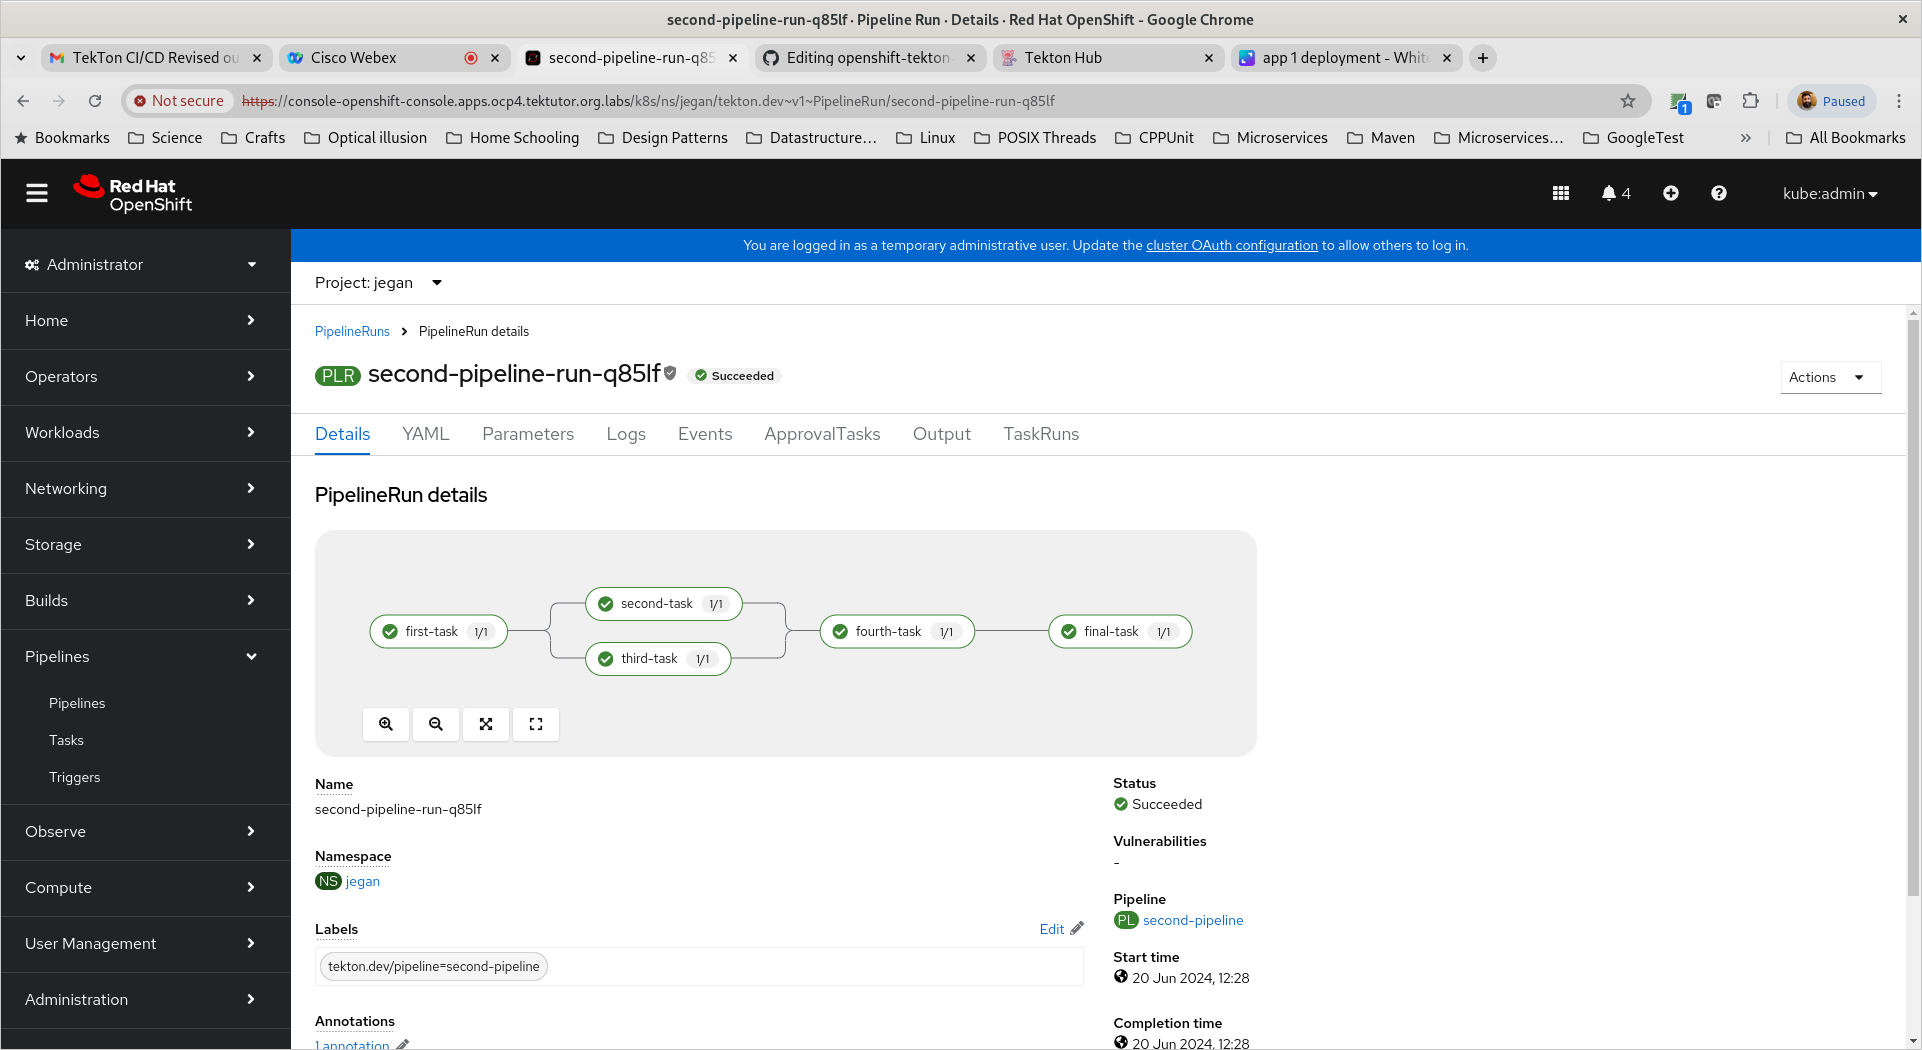 second-pipeline-run-q85lf · Pipeline Run · Details · Red Hat OpenShift - Google Chrome
TekTon CI/CD Revised ou
Cisco Webex
second-pipeline-run-q85
Editing openshift-tekton-
Tekton Hub
app 1 deployment - White
Not secure
https://console-openshift-console.apps.ocp4.tektutor.org.labs/k8s/ns/jegan/tekton.dev~v1~PipelineRun/second-pipeline-run-q85lf
1
Paused
Bookmarks
Science
Crafts
Optical illusion
Home Schooling
Design Patterns
Datastructure...
Linux
POSIX Threads
CPPUnit
Microservices
Maven
Microservices...
GoogleTest
»
All Bookmarks
Red Hat
OpenShift
4
kube:admin
You are logged in as a temporary administrative user. Update the cluster OAuth configuration to allow others to log in.
Administrator
Home
Operators
Workloads
Networking
Storage
Builds
Pipelines
Pipelines
Tasks
Triggers
Observe
Compute
User Management
Administration
Project: jegan
PipelineRuns > PipelineRun details
PLR second-pipeline-run-q85lf Succeeded
Actions
Details
YAML
Parameters
Logs
Events
ApprovalTasks
Output
TaskRuns
PipelineRun details
first-task 1/1
second-task 1/1
third-task 1/1
fourth-task 1/1
final-task 1/1
Name
second-pipeline-run-q85lf
Namespace
NS jegan
Labels
Edit
tekton.dev/pipeline=second-pipeline
Annotations
1 annotation
Status
Succeeded
Vulnerabilities
-
Pipeline
PL second-pipeline
Start time
20 Jun 2024, 12:28
Completion time
20 Jun 2024, 12:28